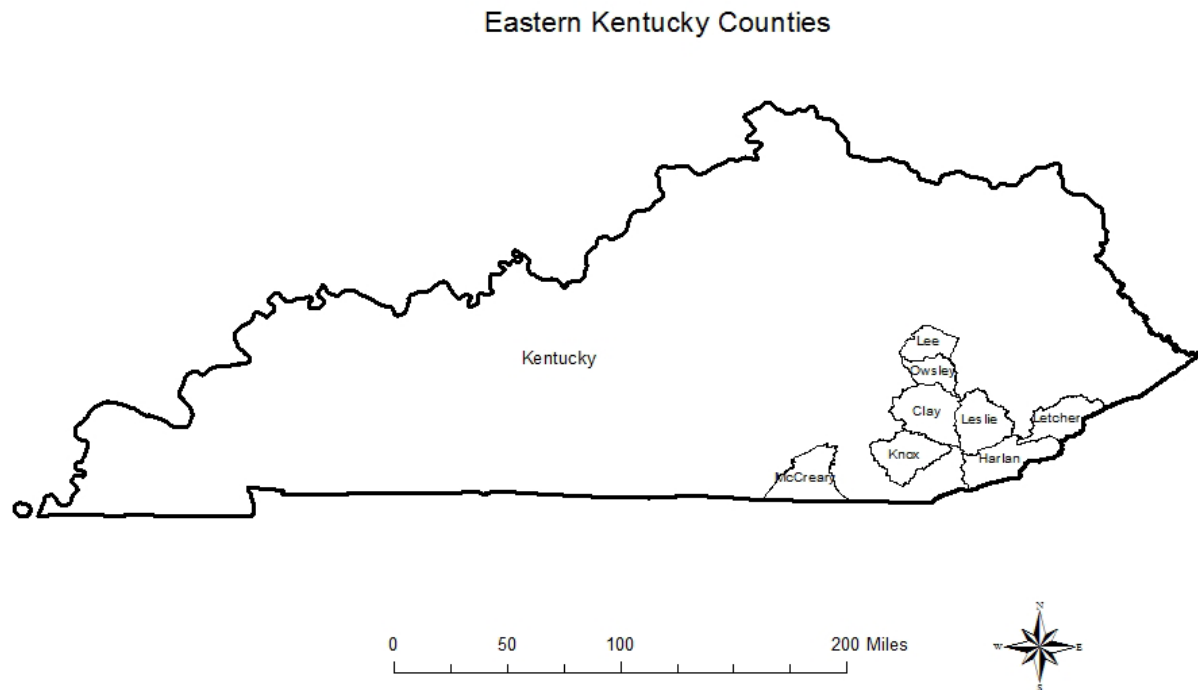 Eastern Kentucky Counties
Lee
Kentucky
Owsley
Clay
Leslie
Letcher
Knox
Harlan
McCreary
N
0 50 100 200 Miles
W E
S